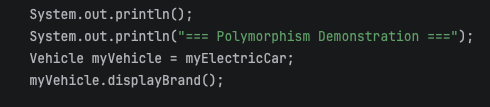 System.out.println();
System.out.println("=== Polymorphism Demonstration ===");
Vehicle myVehicle = myElectricCar;
myVehicle.displayBrand();